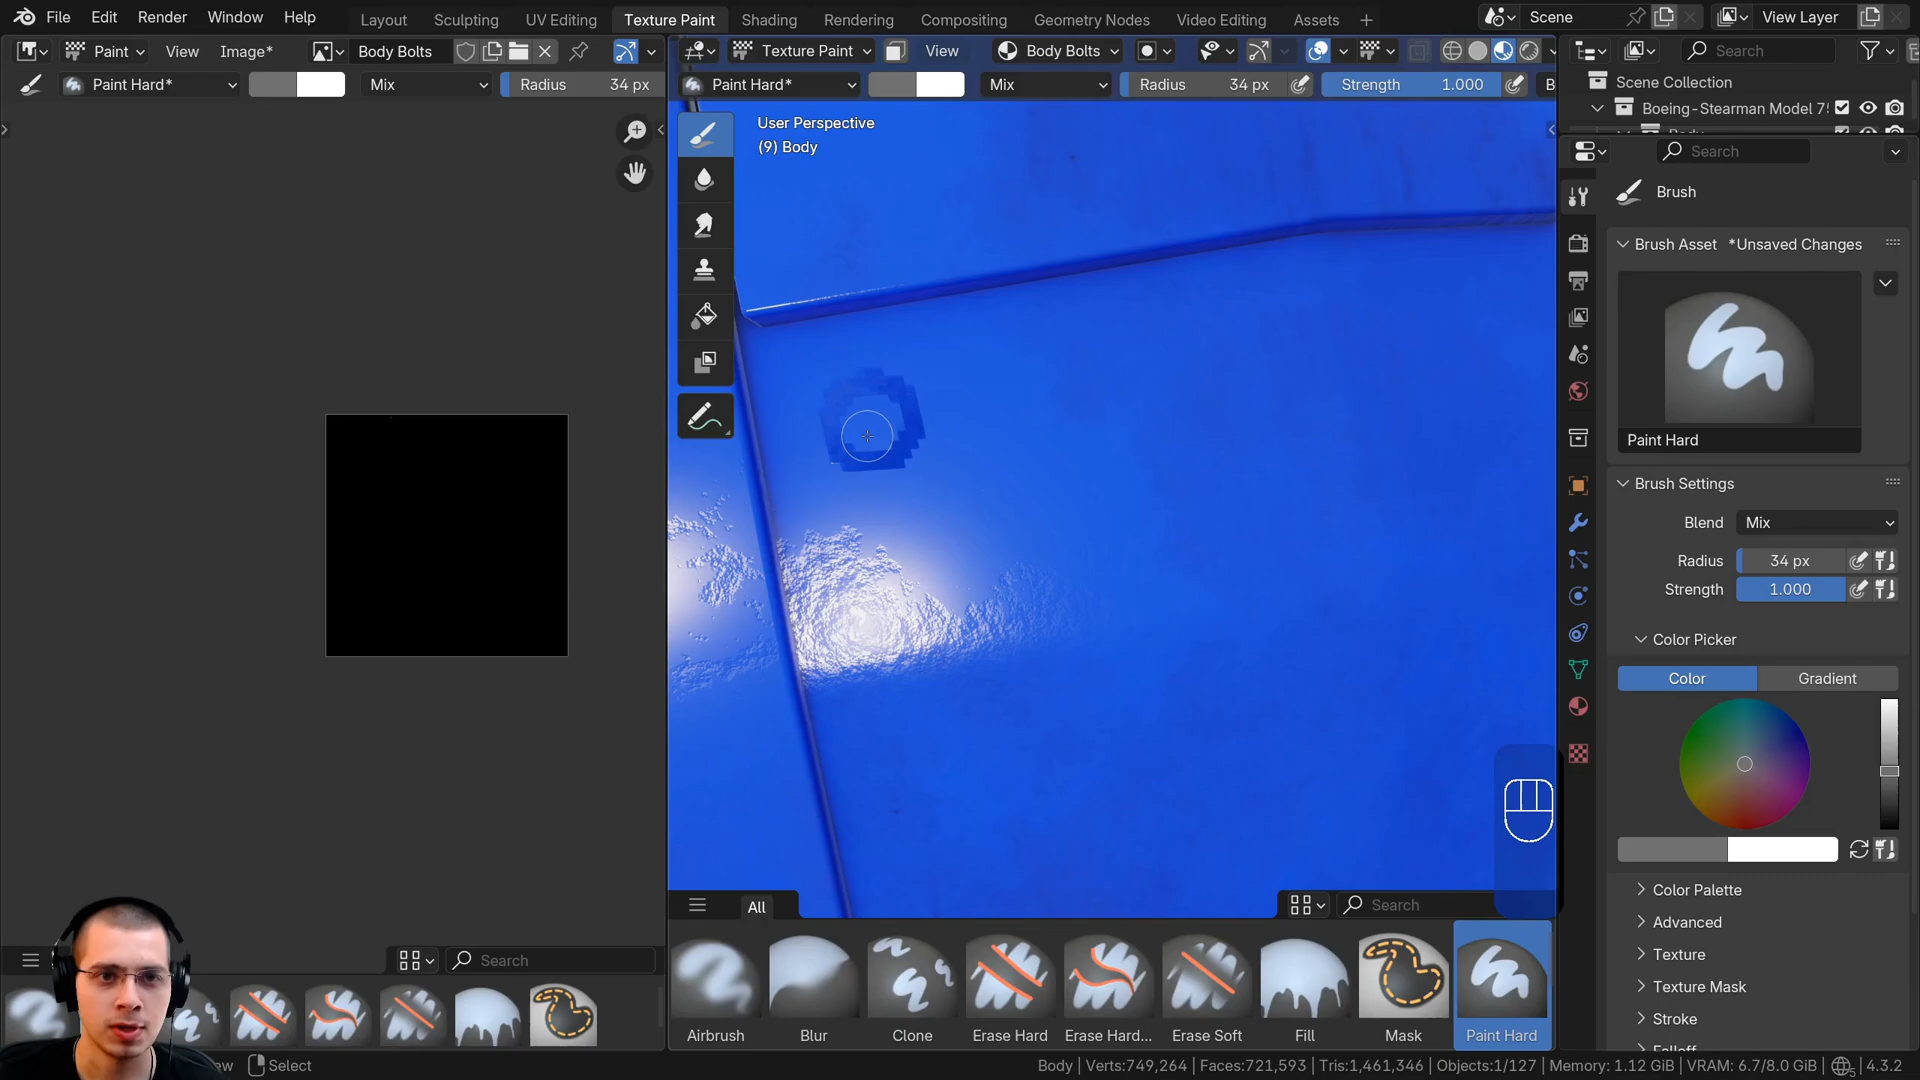 File Edit Render Window Help Layout Sculpting UV Editing Texture Paint Shading Animation Rendering Compositing Geometry Nodes Video Editing Assets + Scene View Layer
Paint View Image* Body Bolts Texture Paint View Body Bolts Search
Paint Hard* Mix Radius 34 px Paint Hard* Mix Radius 34 px Strength 1.000 B
Scene Collection
Boeing-Stearman Model 75
User Perspective
(9) Body
Search
Brush
Brush Asset *Unsaved Changes
Paint Hard
Brush Settings
Blend Mix
Radius 34 px
Strength 1.000
Color Picker
Color Gradient
Color Palette
Advanced
Texture
Texture Mask
Stroke
Falloff
All Search
Search
Airbrush Blur Clone Erase Hard Erase Hard... Erase Soft Fill Mask Paint Hard
Select Body | Verts:749,264 | Faces:721,593 | Tris:1,461,346 | Objects:1/127 | Memory: 1.12 GiB | VRAM: 6.7/8.0 GiB | 5 4.3.2